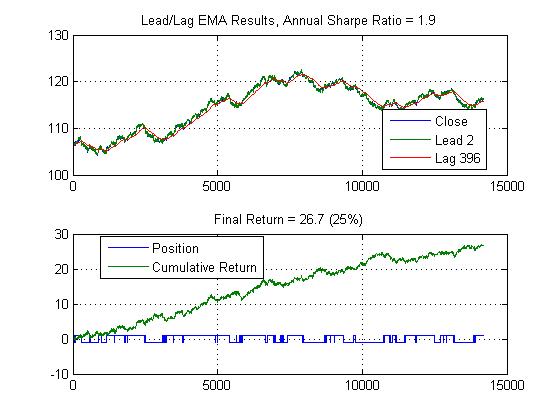 Lead/Lag EMA Results, Annual Sharpe Ratio = 1.9
130
120
110
100
0
5000
10000
15000
Close
Lead 2
Lag 396
Final Return = 26.7 (25%)
30
20
10
0
-10
0
5000
10000
15000
Position
Cumulative Return